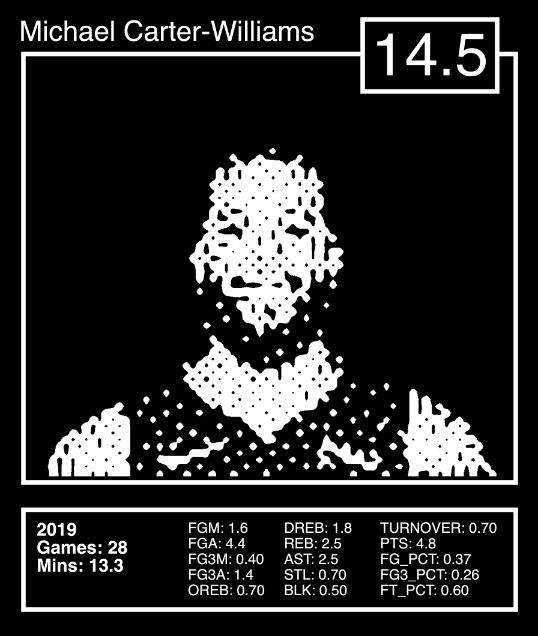 Michael Carter-Williams
14.5
2019
Games: 28
Mins: 13.3
FGM: 1.6
FGA: 4.4
FG3M: 0.40
FG3A: 1.4
OREB: 0.70
DREB: 1.8
REB: 2.5
AST: 2.5
STL: 0.70
BLK: 0.50
TURNOVER: 0.70
PTS: 4.8
FG_PCT: 0.37
FG3_PCT: 0.26
FT_PCT: 0.60